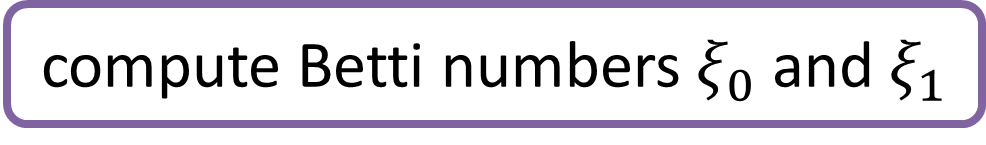 compute Betti numbers ξ₀ and ξ₁